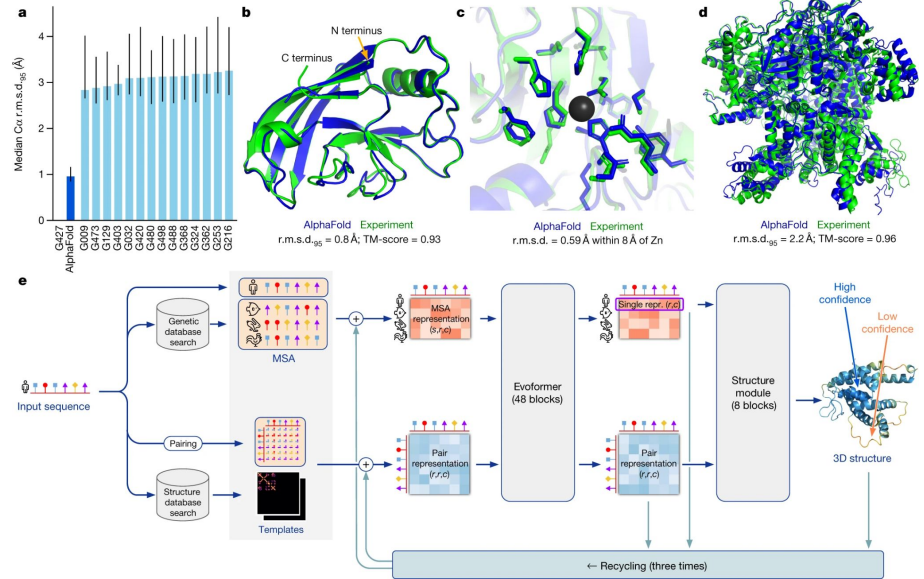 a
Median Cα r.m.s.d.95 (Å)
4
3
2
1
0
G427
AlphaFold
G009
G473
G129
G403
G032
G420
G480
G498
G488
G368
G324
G362
G253
G216
b
N terminus
C terminus
AlphaFold Experiment
r.m.s.d.95 = 0.8 Å; TM-score = 0.93
c
AlphaFold Experiment
r.m.s.d. = 0.59 Å within 8 Å of Zn
d
AlphaFold Experiment
r.m.s.d.95 = 2.2 Å; TM-score = 0.96
e
Input sequence
Genetic
database
search
MSA
Pairing
Structure
database
search
Templates
+
+
MSA
representation
(s,r,c)
Pair
representation
(r,r,c)
Evoformer
(48 blocks)
Single repr. (r,c)
Pair
representation
(r,r,c)
Structure
module
(8 blocks)
High
confidence
Low
confidence
3D structure
← Recycling (three times)